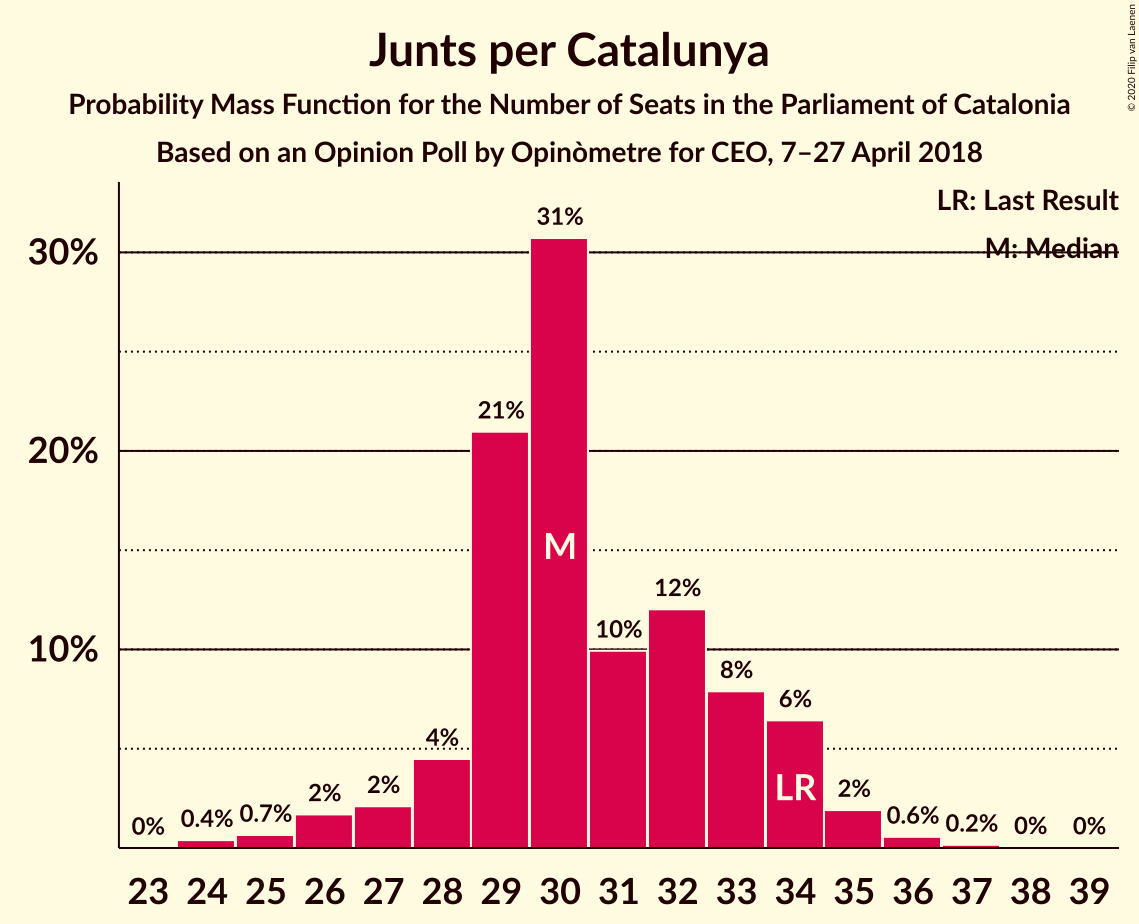 © 2020 Filip van Laenen
Junts per Catalunya
Probability Mass Function for the Number of Seats in the Parliament of Catalonia
Based on an Opinion Poll by Opinòmetre for CEO, 7–27 April 2018
LR: Last Result
M: Median
30%
20%
10%
0% 0.4% 0.7% 2% 2% 4% 21% 31% 10% 12% 8% 6% 2% 0.6% 0.2% 0% 0%
M
LR
23 24 25 26 27 28 29 30 31 32 33 34 35 36 37 38 39